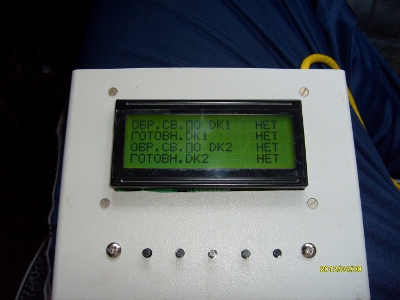 ОБР.СВ.ПО DK1 НЕТ
ГОТОВН.DK1 НЕТ
ОБР.СВ.ПО DK2 НЕТ
ГОТОВН.DK2 НЕТ